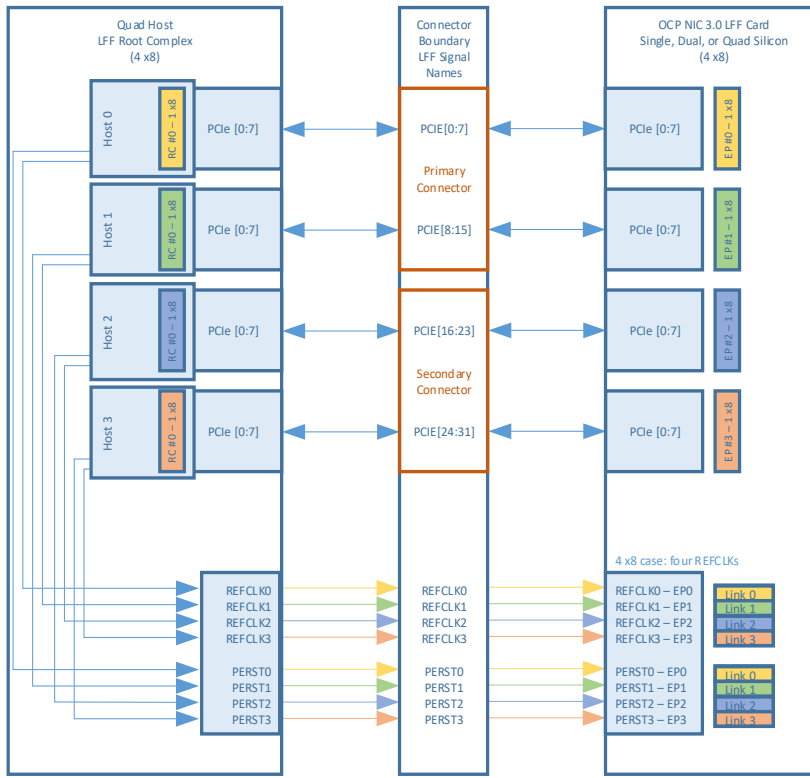 Quad Host
LFF Root Complex
(4 x8)
Connector
Boundary
LFF Signal
Names
OCP NIC 3.0 LFF Card
Single, Dual, or Quad Silicon
(4 x8)
Host 0
RC #0 – 1 x8
PCIe [0:7]
PCIE[0:7]
PCIe [0:7]
EP #0 – 1 x8
Primary
Connector
Host 1
RC #0 – 1 x8
PCIe [0:7]
PCIE[8:15]
PCIe [0:7]
EP #1 – 1 x8
Host 2
RC #0 – 1 x8
PCIe [0:7]
PCIE[16:23]
PCIe [0:7]
EP #2 – 1 x8
Secondary
Connector
Host 3
RC #0 – 1 x8
PCIe [0:7]
PCIE[24:31]
PCIe [0:7]
EP #3 – 1 x8
4 x8 case: four REFCLKs
REFCLK0
REFCLK1
REFCLK2
REFCLK3
PERST0
PERST1
PERST2
PERST3
REFCLK0
REFCLK1
REFCLK2
REFCLK3
PERST0
PERST1
PERST2
PERST3
REFCLK0 – EP0
REFCLK1 – EP1
REFCLK2 – EP2
REFCLK3 – EP3
PERST0 – EP0
PERST1 – EP1
PERST2 – EP2
PERST3 – EP3
Link 0
Link 1
Link 2
Link 3
Link 0
Link 1
Link 2
Link 3